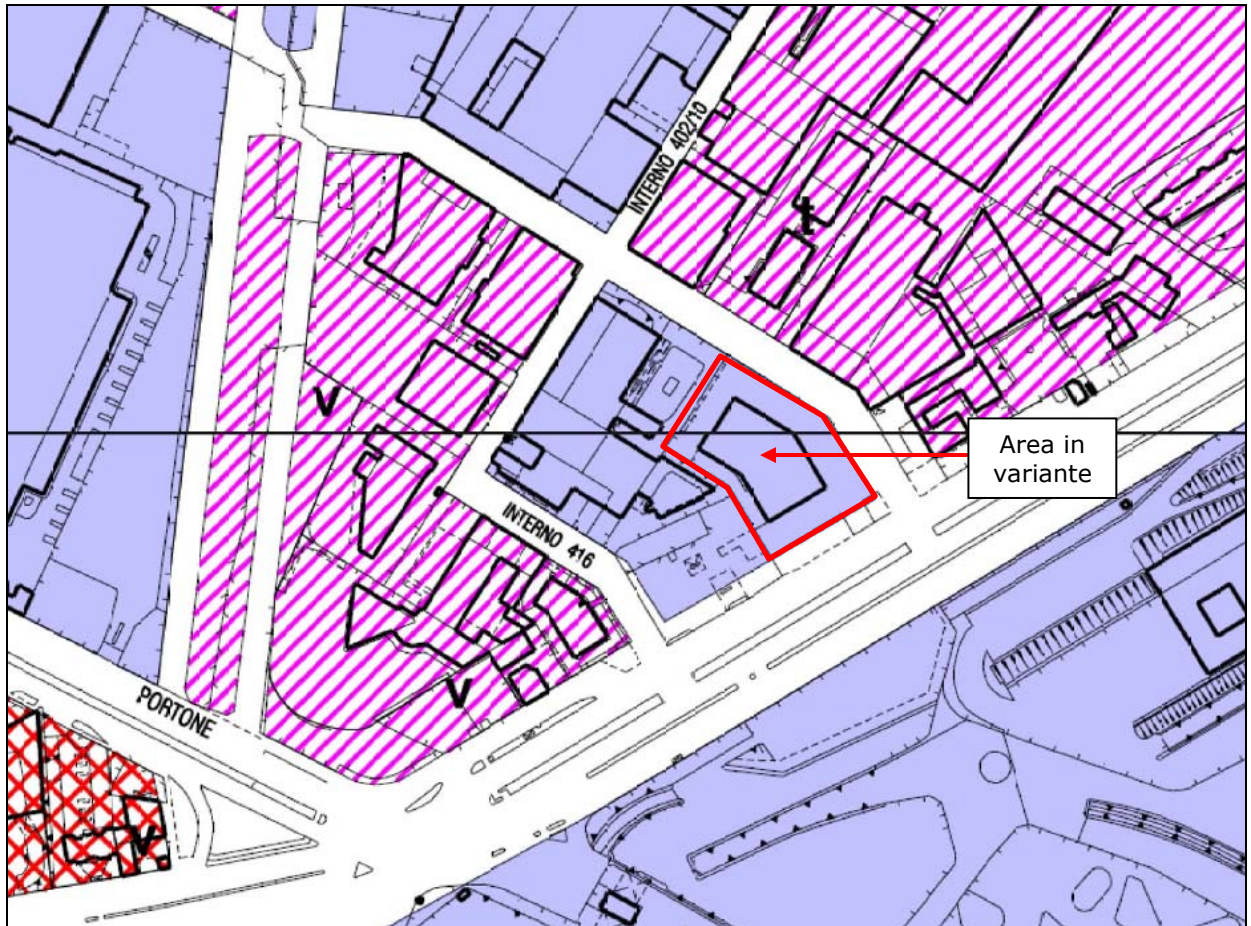 INTERNO 402/10
t
V
Area in
variante
INTERNO 416
V
PORTONE
V